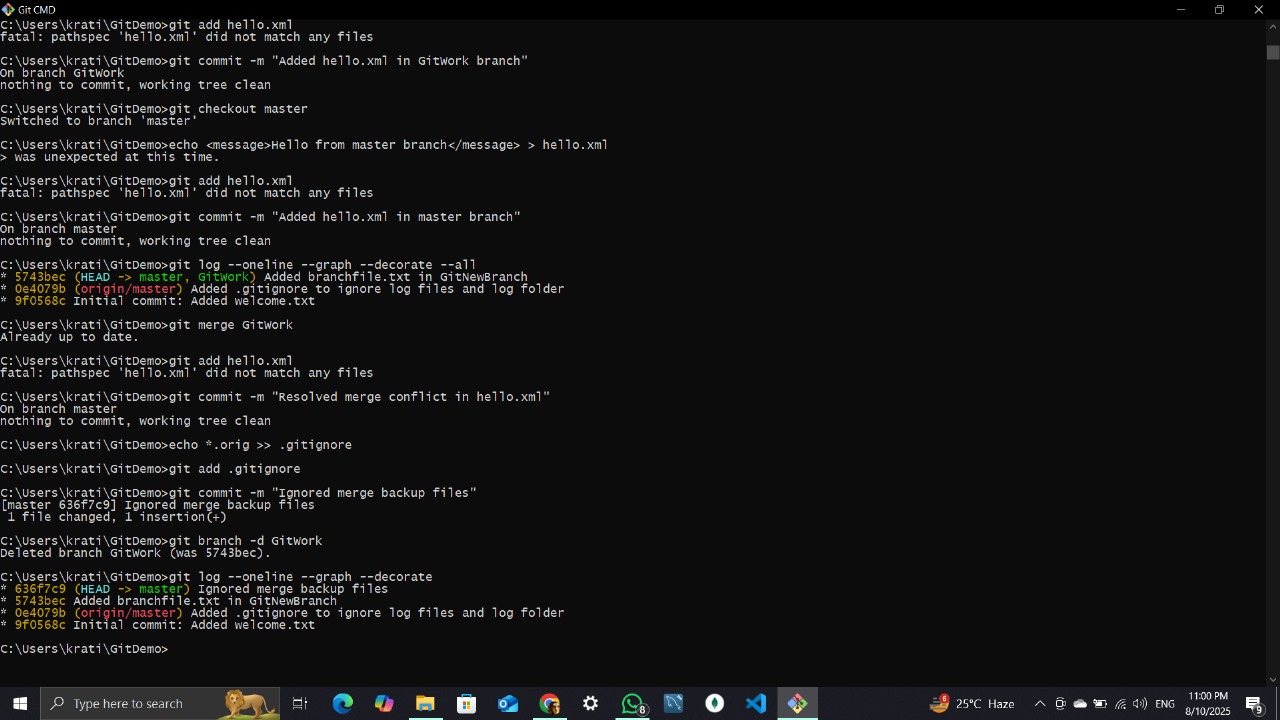 Git CMD
C:\Users\krati\GitDemo>git add hello.xml
fatal: pathspec 'hello.xml' did not match any files
C:\Users\krati\GitDemo>git commit -m "Added hello.xml in GitWork branch"
On branch GitWork
nothing to commit, working tree clean
C:\Users\krati\GitDemo>git checkout master
Switched to branch 'master'
C:\Users\krati\GitDemo>echo <message>Hello from master branch</message> > hello.xml
> was unexpected at this time.
C:\Users\krati\GitDemo>git add hello.xml
fatal: pathspec 'hello.xml' did not match any files
C:\Users\krati\GitDemo>git commit -m "Added hello.xml in master branch"
On branch master
nothing to commit, working tree clean
C:\Users\krati\GitDemo>git log --oneline --graph --decorate --all
* 5743bec (HEAD -> master, GitWork) Added branchfile.txt in GitNewBranch
* 0e4079b (origin/master) Added .gitignore to ignore log files and log folder
* 9f0568c Initial commit: Added welcome.txt
C:\Users\krati\GitDemo>git merge GitWork
Already up to date.
C:\Users\krati\GitDemo>git add hello.xml
fatal: pathspec 'hello.xml' did not match any files
C:\Users\krati\GitDemo>git commit -m "Resolved merge conflict in hello.xml"
On branch master
nothing to commit, working tree clean
C:\Users\krati\GitDemo>echo *.orig >> .gitignore
C:\Users\krati\GitDemo>git add .gitignore
C:\Users\krati\GitDemo>git commit -m "Ignored merge backup files"
[master 636f7c9] Ignored merge backup files
 1 file changed, 1 insertion(+)
C:\Users\krati\GitDemo>git branch -d GitWork
Deleted branch GitWork (was 5743bec).
C:\Users\krati\GitDemo>git log --oneline --graph --decorate
* 636f7c9 (HEAD -> master) Ignored merge backup files
* 5743bec Added branchfile.txt in GitNewBranch
* 0e4079b (origin/master) Added .gitignore to ignore log files and log folder
* 9f0568c Initial commit: Added welcome.txt
C:\Users\krati\GitDemo>
Type here to search
8
6
25°C Haze
ENG
11:00 PM
8/10/2025
9